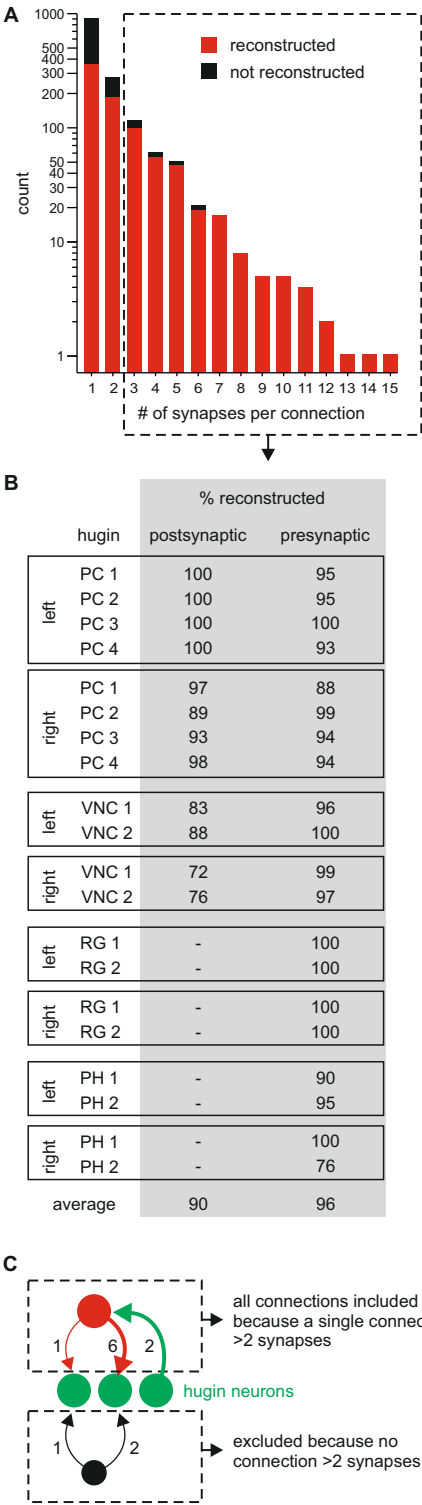 A
1000
500
400
300
200
100
50
40
30
20
10
1
count
reconstructed
not reconstructed
1 2 3 4 5 6 7 8 9 10 11 12 13 14 15
# of synapses per connection
B
% reconstructed
hugin postsynaptic presynaptic
left
PC 1 100 95
PC 2 100 95
PC 3 100 100
PC 4 100 93
right
PC 1 97 88
PC 2 89 99
PC 3 93 94
PC 4 98 94
left
VNC 1 83 96
VNC 2 88 100
right
VNC 1 72 99
VNC 2 76 97
left
RG 1 - 100
RG 2 - 100
right
RG 1 - 100
RG 2 - 100
left
PH 1 - 90
PH 2 - 95
right
PH 1 - 100
PH 2 - 76
average 90 96
C
1 6 2
all connections included
because a single connec
>2 synapses
hugin neurons
1 2
excluded because no
connection >2 synapses